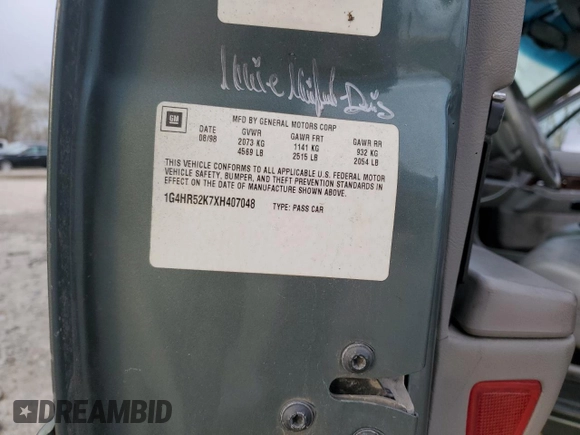 GM
MFD BY GENERAL MOTORS CORP
DATE GVWR GAWR FRT GAWR RR
08/98 2073 KG 1141 KG 932 KG
4569 LB 2515 LB 2054 LB
THIS VEHICLE CONFORMS TO ALL APPLICABLE U.S. FEDERAL MOTOR
VEHICLE SAFETY, BUMPER, AND THEFT PREVENTION STANDARDS IN
EFFECT ON THE DATE OF MANUFACTURE SHOWN ABOVE.
1G4HR52K7XH407048 TYPE: PASS CAR
DREAMBID